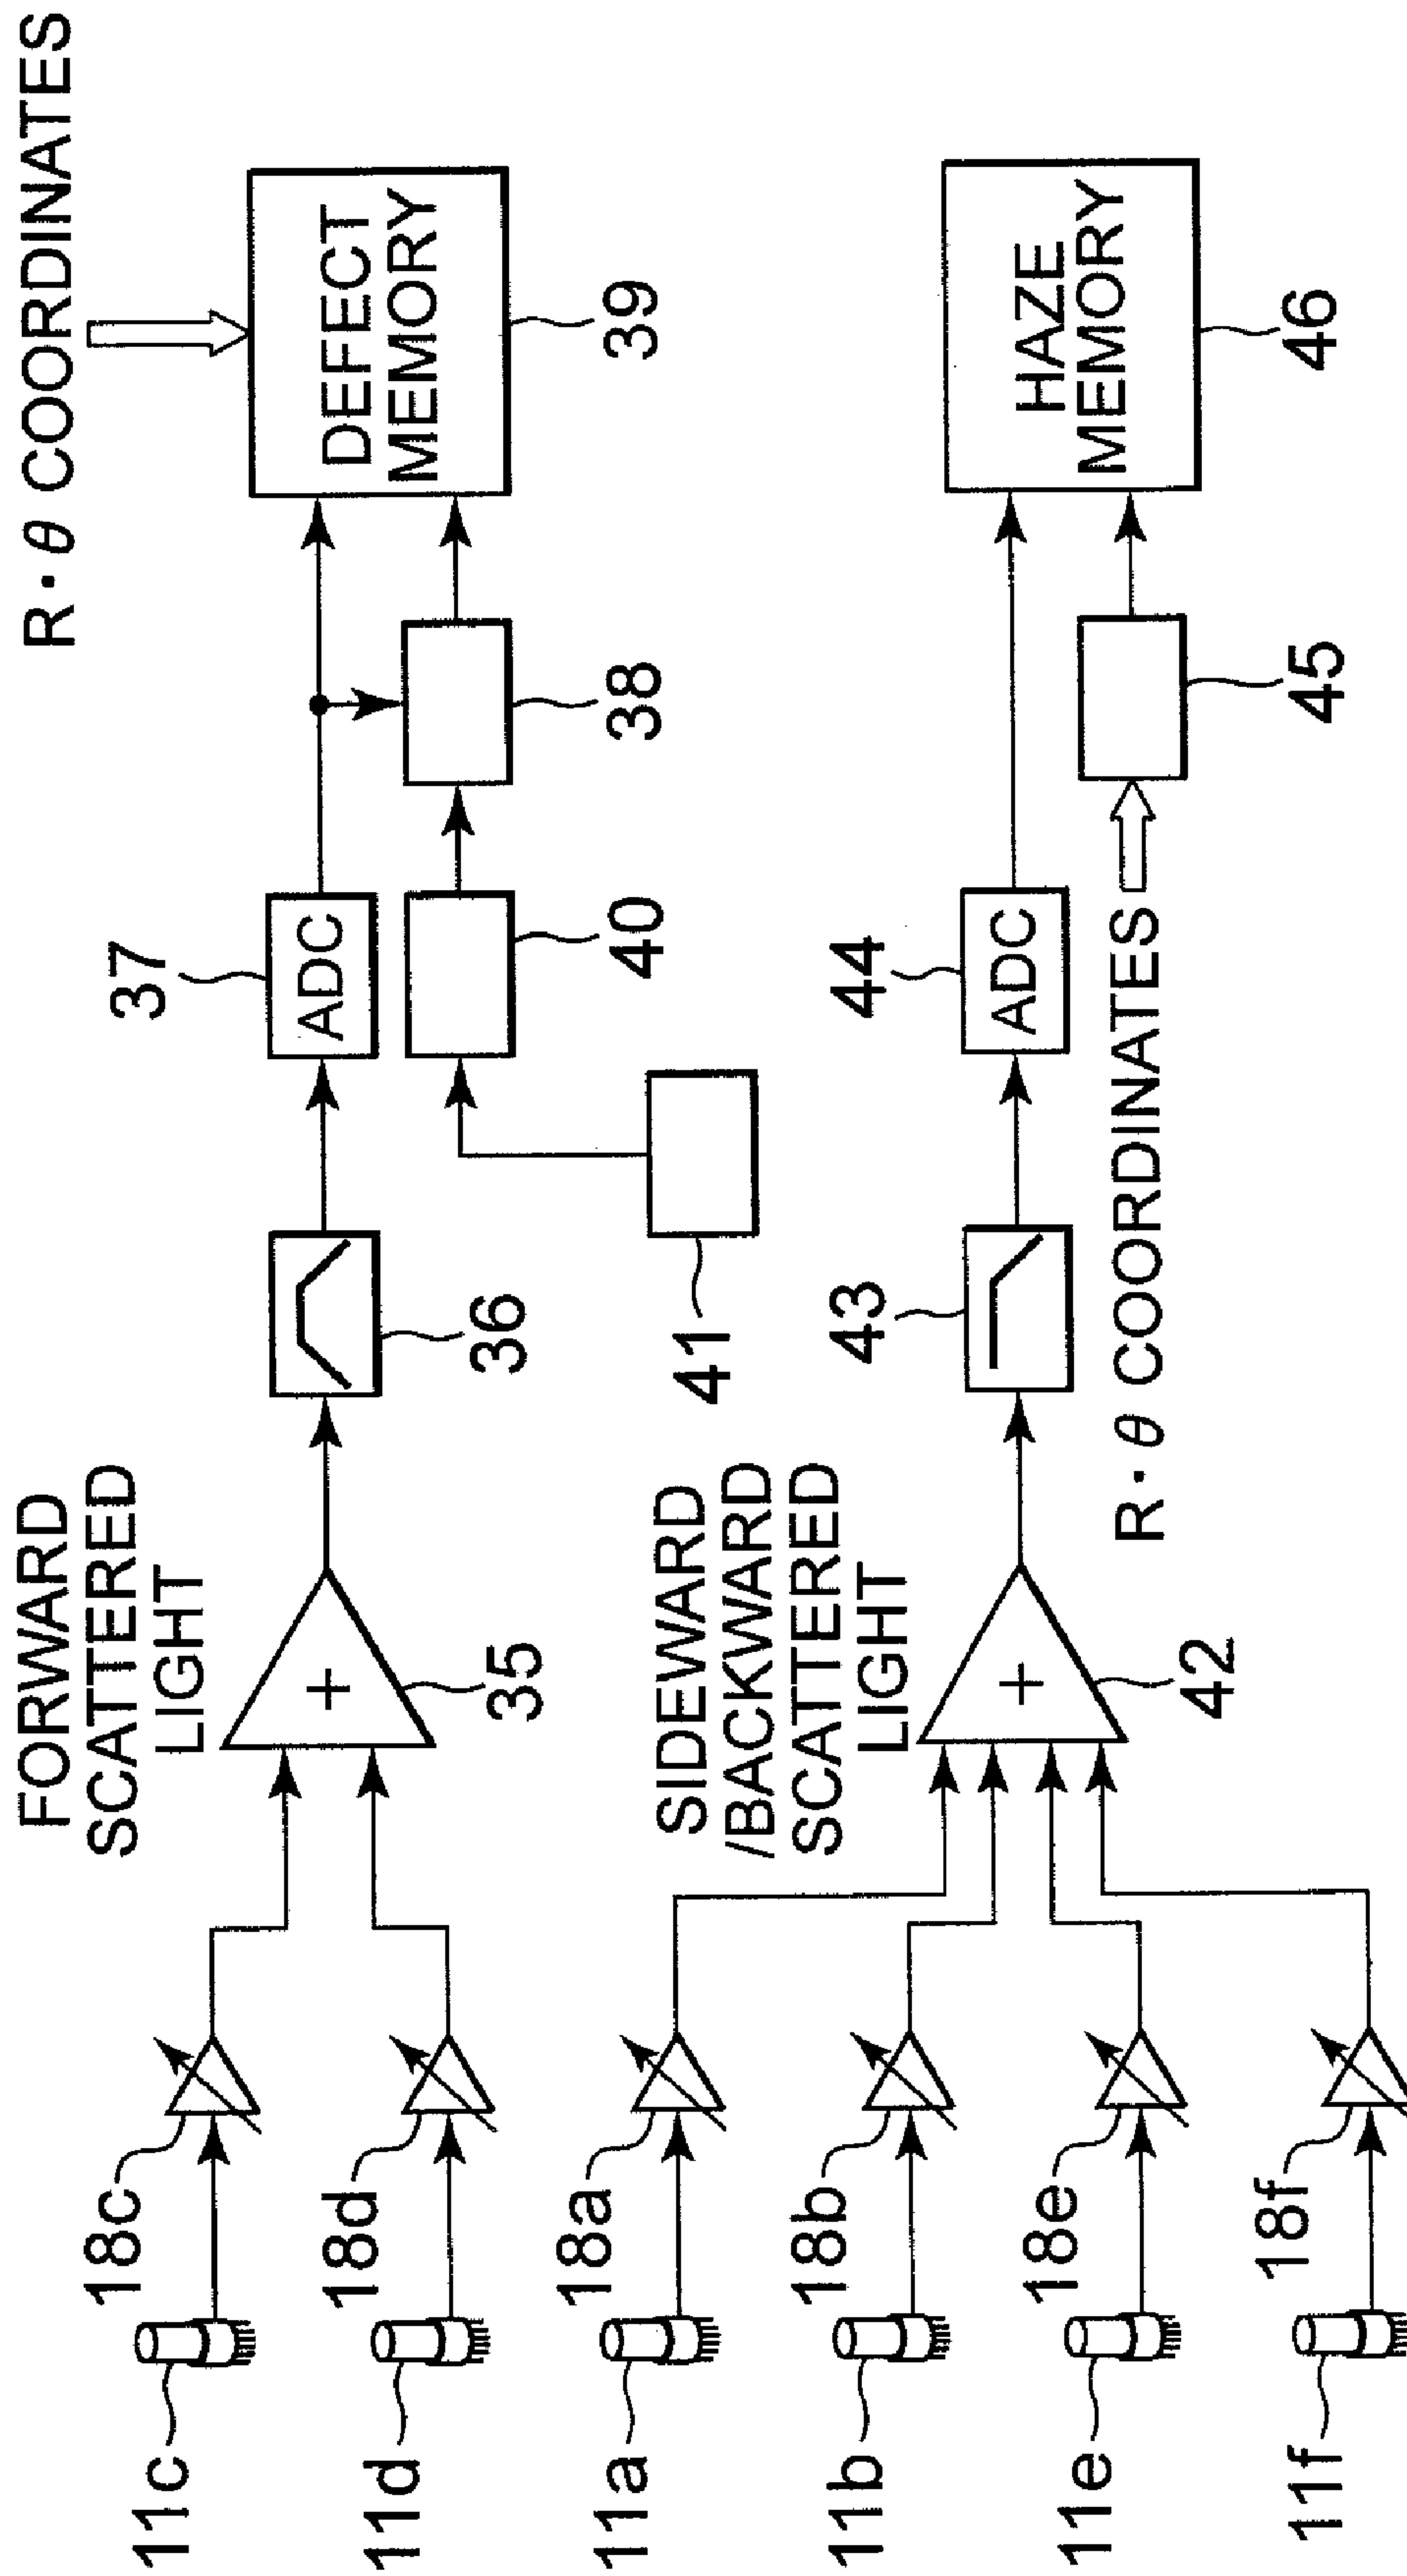 R・θ COORDINATES
FORWARD
SCATTERED
LIGHT
37
ADC
DEFECT
MEMORY
18c
11c
35
36
38
39
40
18d
11d
41
SIDEWARD
/BACKWARD
SCATTERED
LIGHT
18a
11a
43
44
ADC
HAZE
MEMORY
18b
11b
R・θ COORDINATES
42
45
46
18e
11e
18f
11f